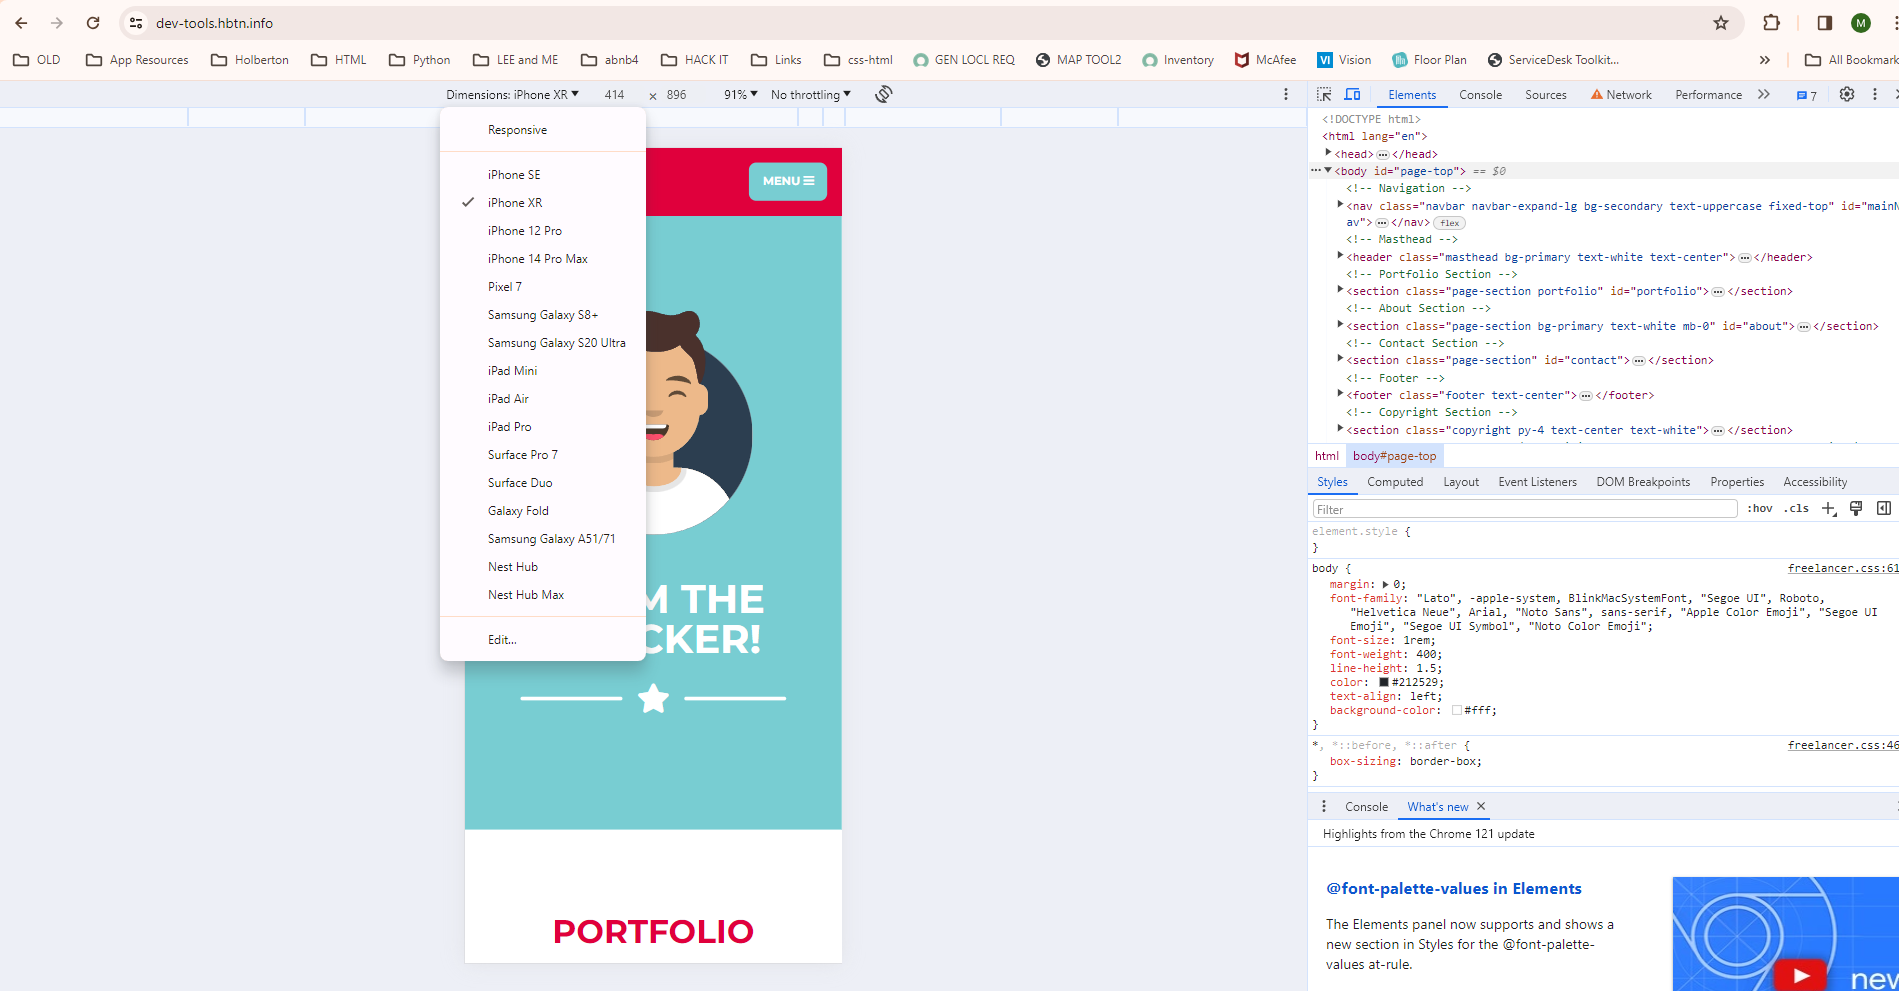 dev-tools.hbtn.info
M
OLD App Resources Holberton HTML Python LEE and ME abnb4 HACK IT Links css-html GEN LOCL REQ MAP TOOL2 Inventory McAfee VI Vision Floor Plan ServiceDesk Toolkit... » All Bookmark
Dimensions: iPhone XR 414 × 896 91% No throttling
Responsive
iPhone SE
iPhone XR
iPhone 12 Pro
iPhone 14 Pro Max
Pixel 7
Samsung Galaxy S8+
Samsung Galaxy S20 Ultra
iPad Mini
iPad Air
iPad Pro
Surface Pro 7
Surface Duo
Galaxy Fold
Samsung Galaxy A51/71
Nest Hub
Nest Hub Max
Edit...
MENU
M THE
CKER!
PORTFOLIO
Elements Console Sources Network Performance » 7
<!DOCTYPE html>
<html lang="en">
<head> ⋯ </head>
<body id="page-top"> == $0
<!-- Navigation -->
<nav class="navbar navbar-expand-lg bg-secondary text-uppercase fixed-top" id="mainN
av"> ⋯ </nav> flex
<!-- Masthead -->
<header class="masthead bg-primary text-white text-center"> ⋯ </header>
<!-- Portfolio Section -->
<section class="page-section portfolio" id="portfolio"> ⋯ </section>
<!-- About Section -->
<section class="page-section bg-primary text-white mb-0" id="about"> ⋯ </section>
<!-- Contact Section -->
<section class="page-section" id="contact"> ⋯ </section>
<!-- Footer -->
<footer class="footer text-center"> ⋯ </footer>
<!-- Copyright Section -->
<section class="copyright py-4 text-center text-white"> ⋯ </section>
html body#page-top
Styles Computed Layout Event Listeners DOM Breakpoints Properties Accessibility
Filter :hov .cls +
element.style {
}
body { freelancer.css:61
margin: 0;
font-family: "Lato", -apple-system, BlinkMacSystemFont, "Segoe UI", Roboto,
"Helvetica Neue", Arial, "Noto Sans", sans-serif, "Apple Color Emoji", "Segoe UI
Emoji", "Segoe UI Symbol", "Noto Color Emoji";
font-size: 1rem;
font-weight: 400;
line-height: 1.5;
color: #212529;
text-align: left;
background-color: #fff;
}
*, *::before, *::after { freelancer.css:46
box-sizing: border-box;
}
Console What's new ×
Highlights from the Chrome 121 update
@font-palette-values in Elements
The Elements panel now supports and shows a
new section in Styles for the @font-palette-
values at-rule.
new